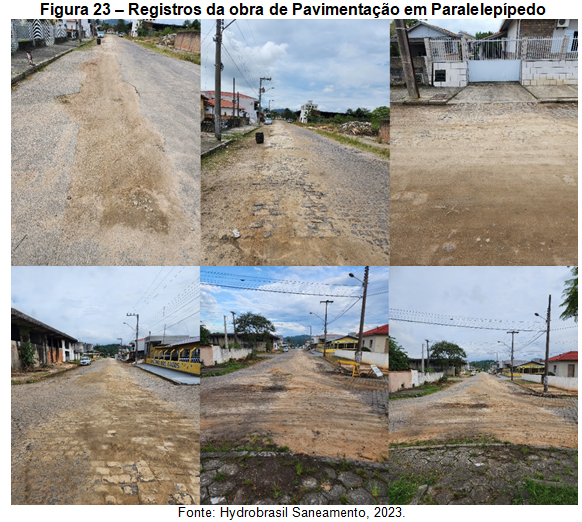 Figura 23 – Registros da obra de Pavimentação em Paralelepípedo
Fonte: Hydrobrasil Saneamento, 2023.